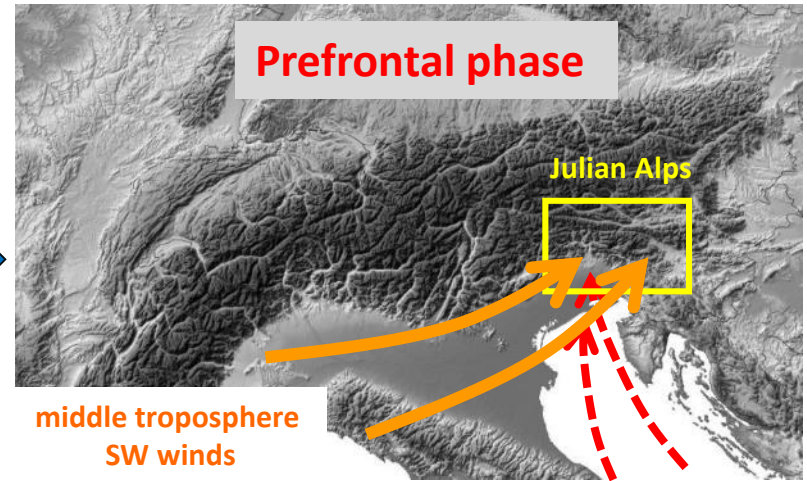 Prefrontal phase
Julian Alps
middle troposphere
SW winds